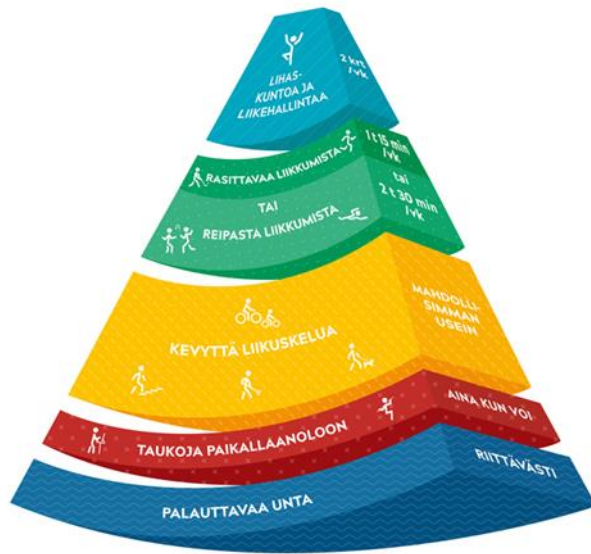 LIHAS-
KUNTOA JA
LIIKEHALLINTAA
2 krt
/vk
RASITTAVAA LIIKKUMISTA
1 t 15 min
/vk
TAI
REIPASTA LIIKKUMISTA
tai
2 t 30 min
/vk
KEVYTTÄ LIIKUSKELUA
MAHDOLLI-
SIMMAN
USEIN
TAUKOJA PAIKALLAANOLOON
AINA KUN VOI
PALAUTTAVAA UNTA
RIITTÄVÄSTI